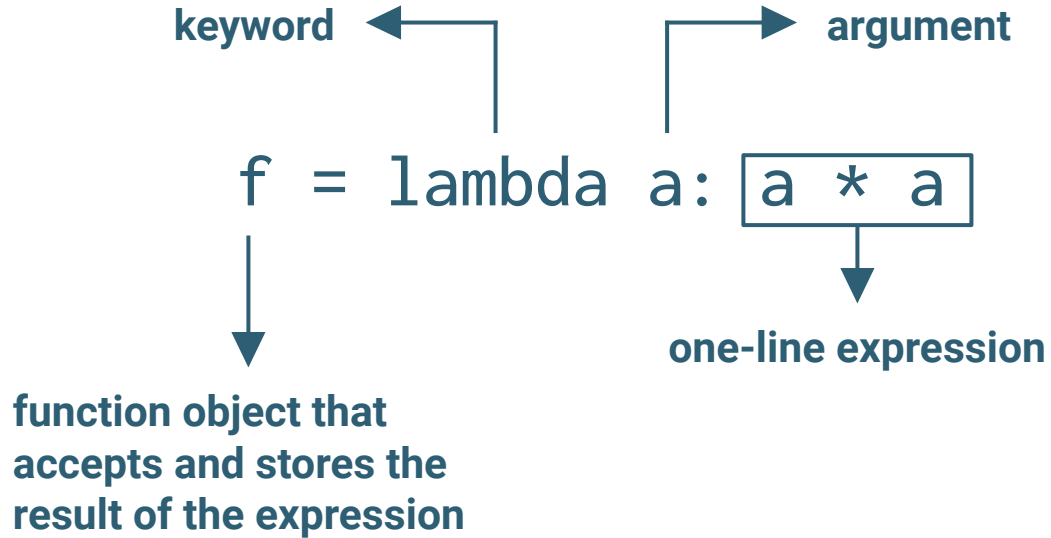 keyword
argument
f = lambda a: a * a
one-line expression
function object that
accepts and stores the
result of the expression